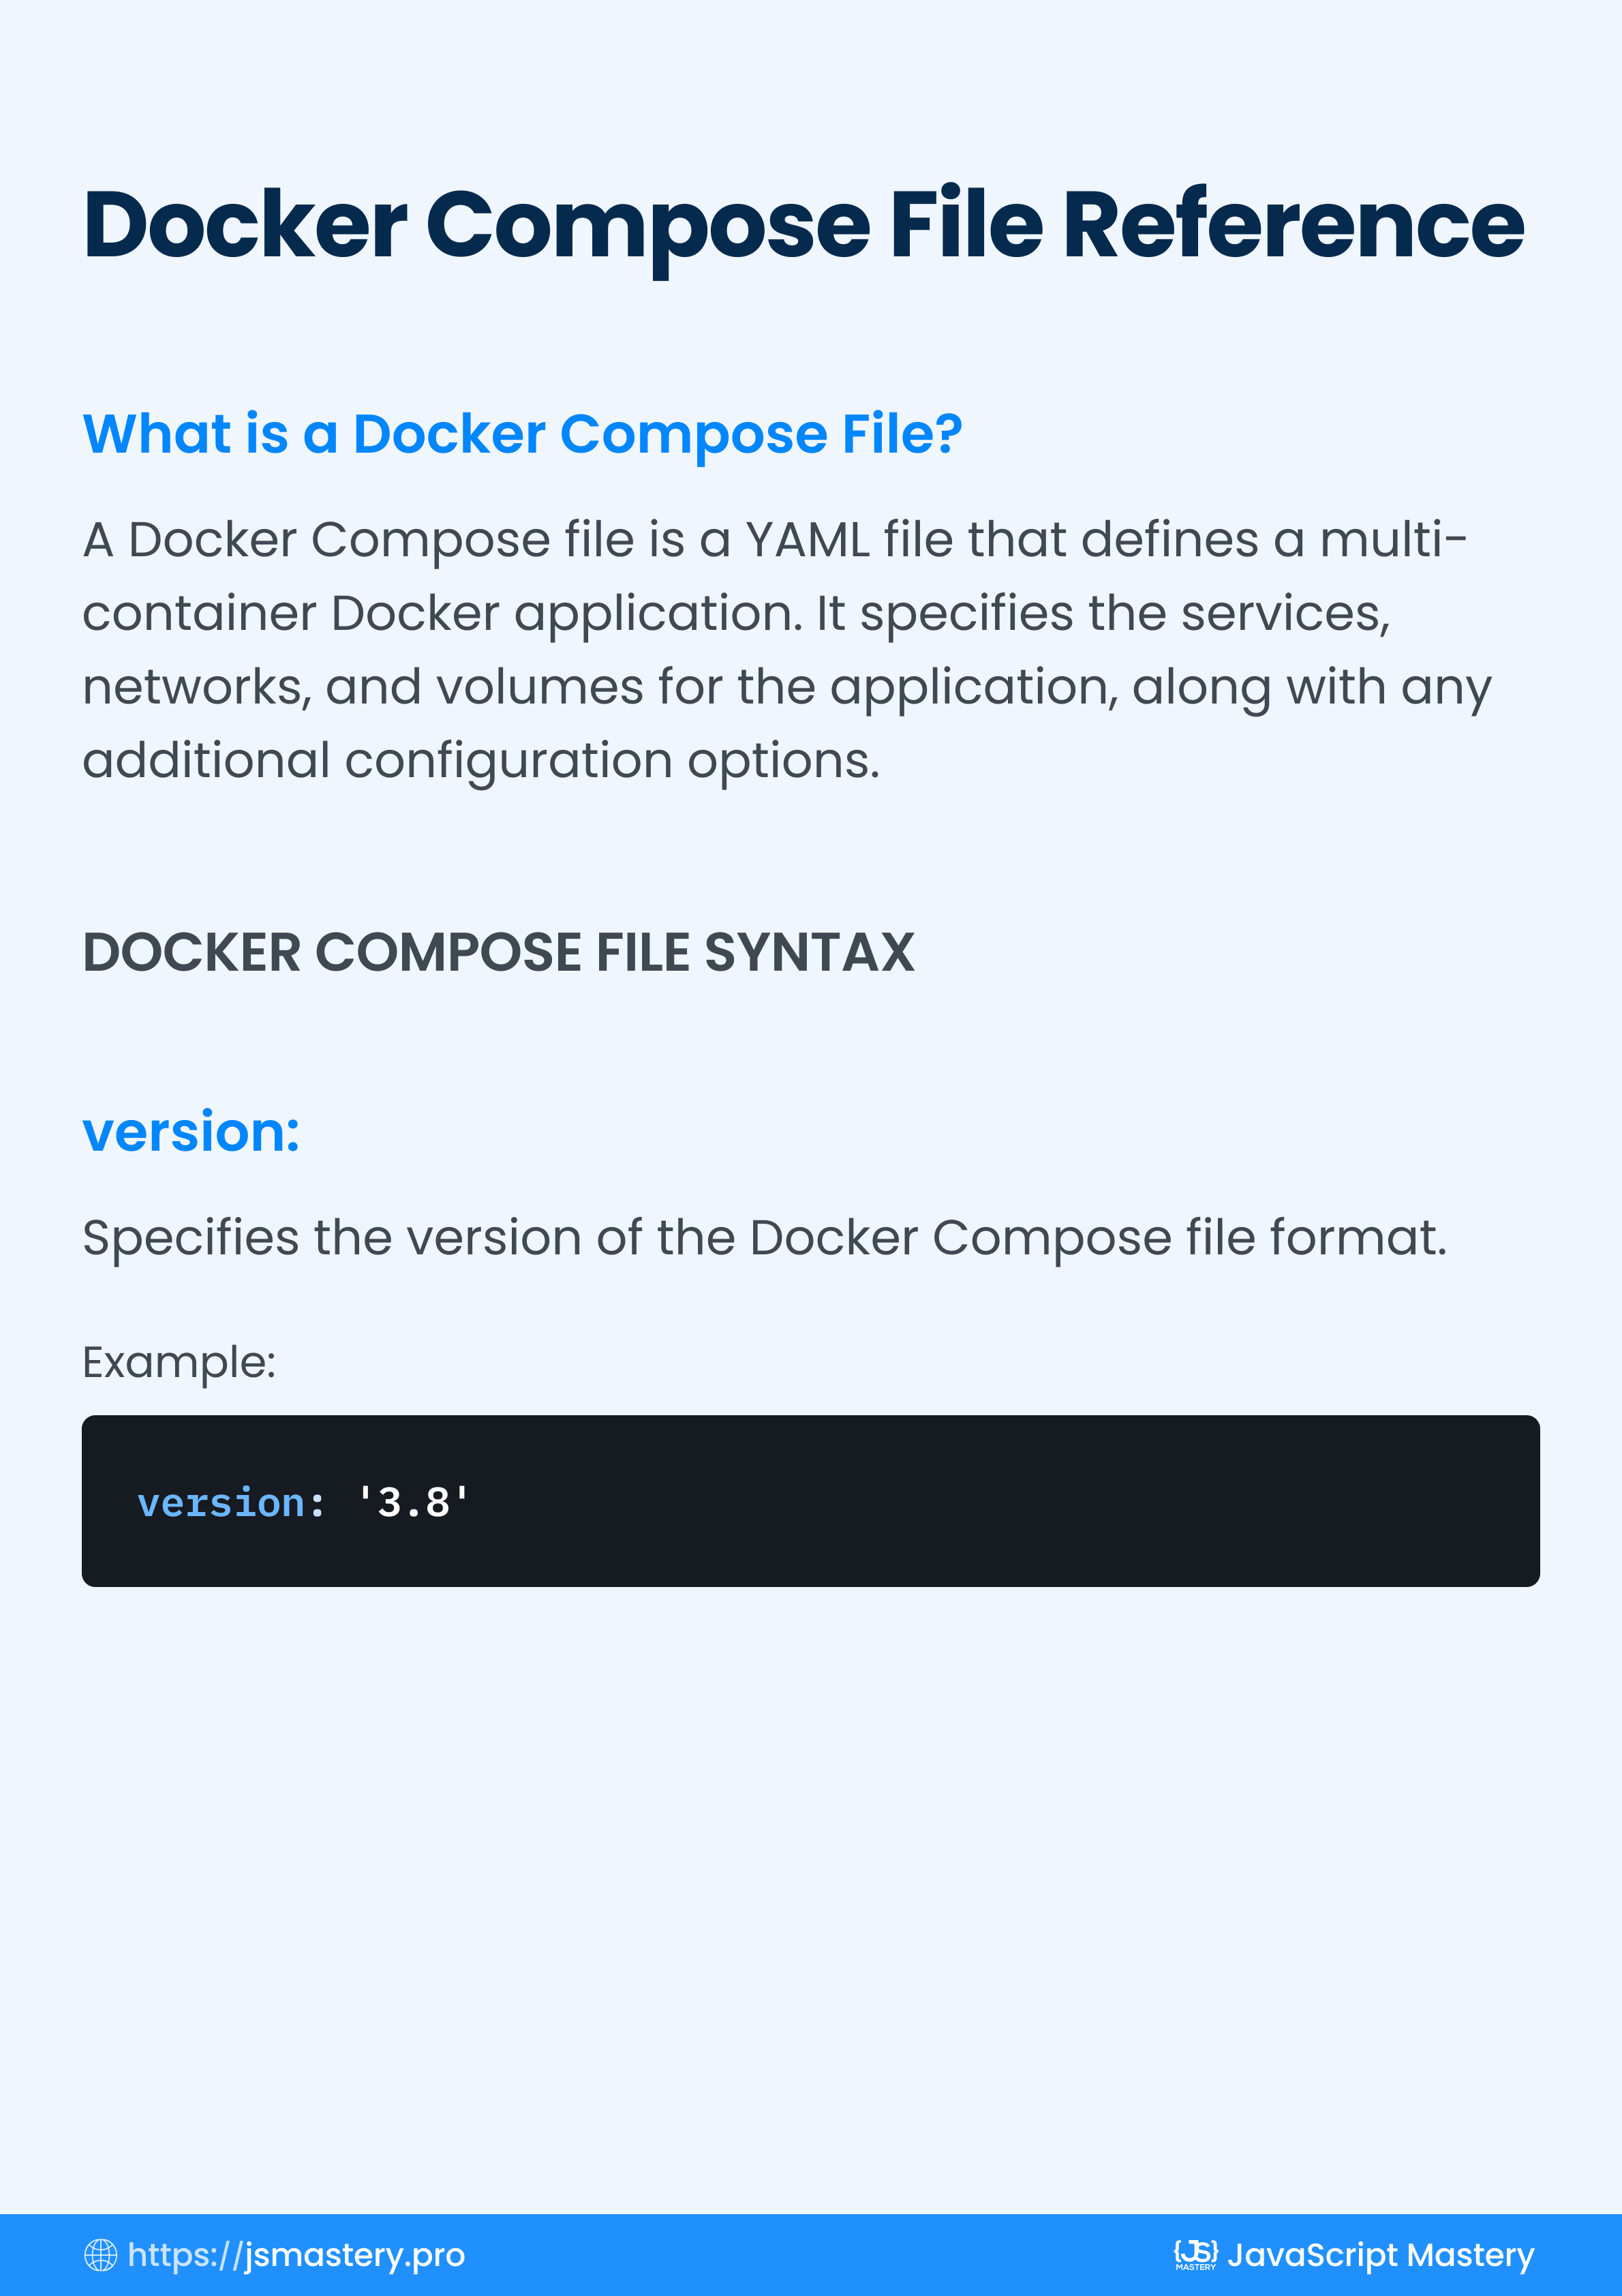 Docker Compose File Reference
What is a Docker Compose File?
A Docker Compose file is a YAML file that defines a multi-
container Docker application. It specifies the services,
networks, and volumes for the application, along with any
additional configuration options.
DOCKER COMPOSE FILE SYNTAX
version:
Specifies the version of the Docker Compose file format.
Example:
version: '3.8'
https://jsmastery.pro
{JS}
MASTERY
JavaScript Mastery